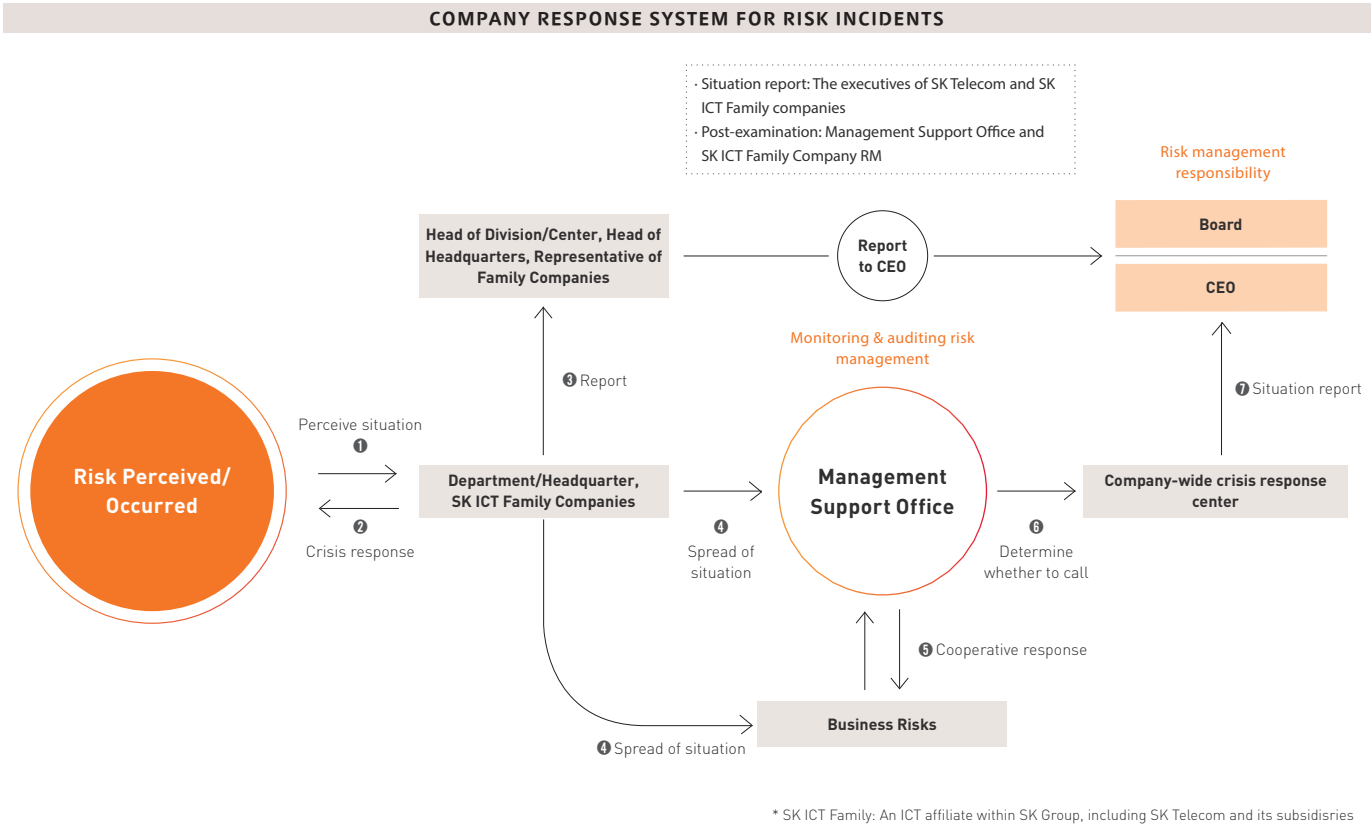 COMPANY RESPONSE SYSTEM FOR RISK INCIDENTS
· Situation report: The executives of SK Telecom and SK
ICT Family companies
· Post-examination: Management Support Office and
SK ICT Family Company RM
Risk management
responsibility
Head of Division/Center, Head of
Headquarters, Representative of
Family Companies
Report
to CEO
Board
CEO
Monitoring & auditing risk
management
❸ Report
❼ Situation report
Perceive situation
❶
Risk Perceived/
Occurred
Department/Headquarter,
SK ICT Family Companies
Management
Support Office
Company-wide crisis response
center
❷
Crisis response
❹
Spread of
situation
❻
Determine
whether to call
❺ Cooperative response
Business Risks
❹ Spread of situation
* SK ICT Family: An ICT affiliate within SK Group, including SK Telecom and its subsidisries